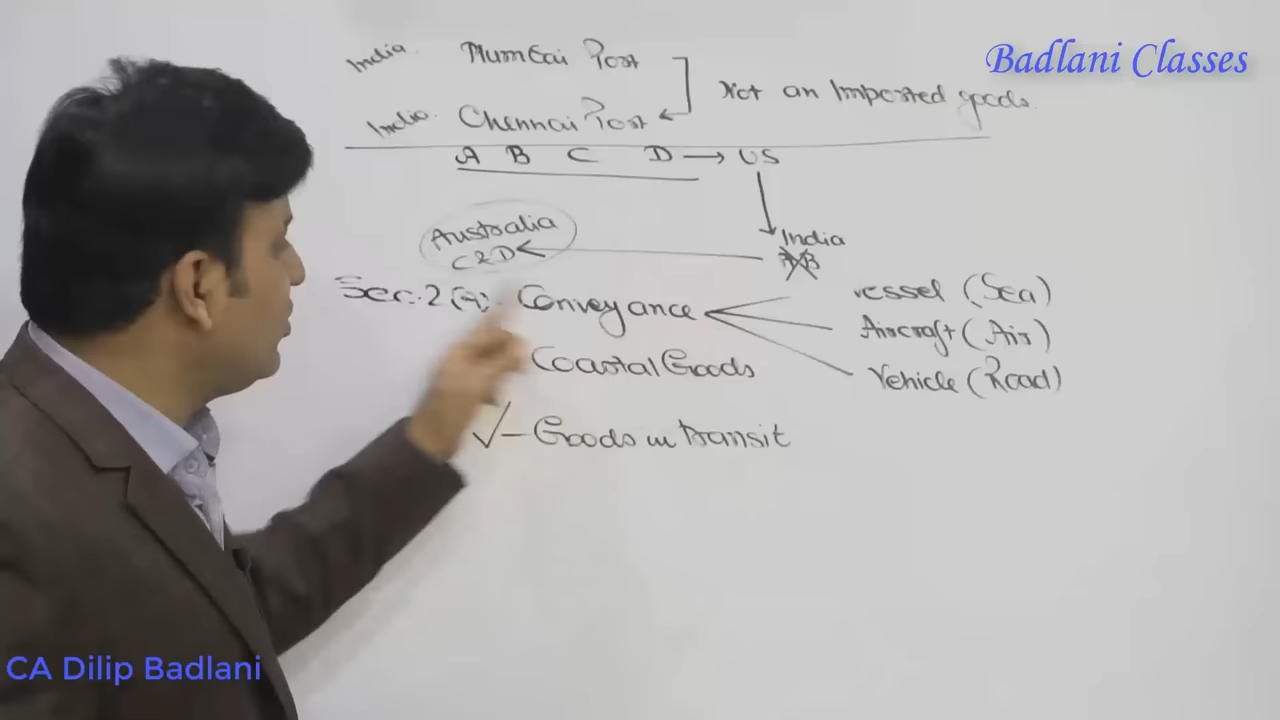 Badlani Classes
India. Mumbai Port
Not an Imported goods.
India. Chennai Port
A B C D → US
Australia
C & D
India
Sec. 2(9) - Conveyance
Vessel (Sea)
Aircraft (Air)
Vehicle (Road)
Coastal Goods
✓ - Goods in transit
CA Dilip Badlani